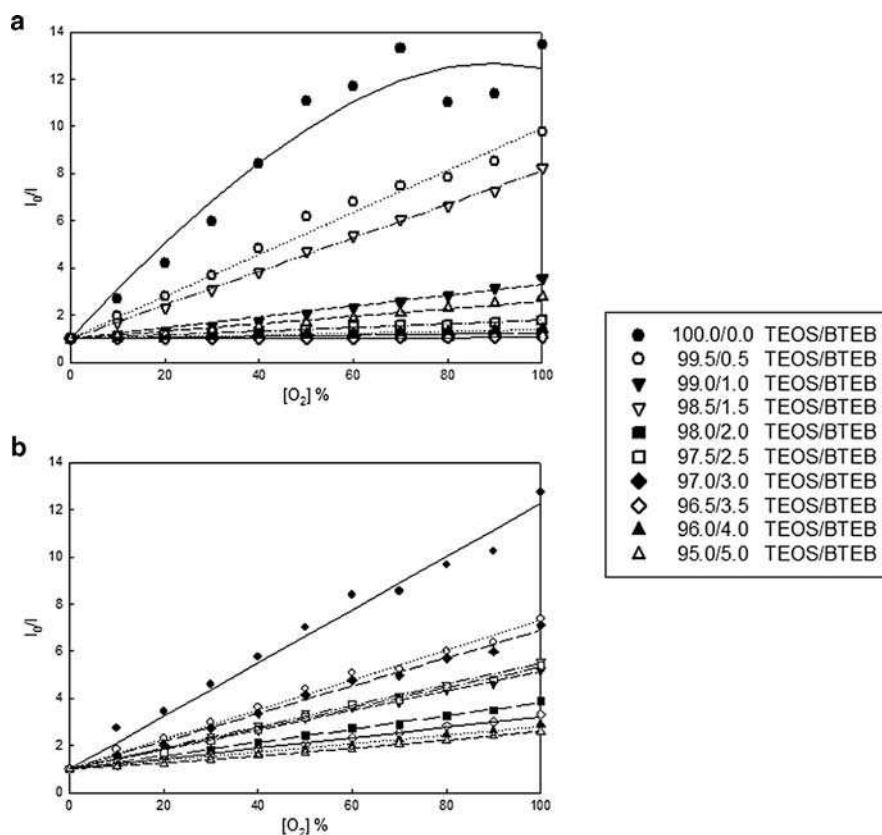 a
14
12
10
8
6
4
2
0
I₀/I
0 20 40 60 80 100
[O₂] %
b
14
12
10
8
6
4
2
0
I₀/I
0 20 40 60 80 100
[O₂] %
100.0/0.0 TEOS/BTEB
99.5/0.5 TEOS/BTEB
99.0/1.0 TEOS/BTEB
98.5/1.5 TEOS/BTEB
98.0/2.0 TEOS/BTEB
97.5/2.5 TEOS/BTEB
97.0/3.0 TEOS/BTEB
96.5/3.5 TEOS/BTEB
96.0/4.0 TEOS/BTEB
95.0/5.0 TEOS/BTEB